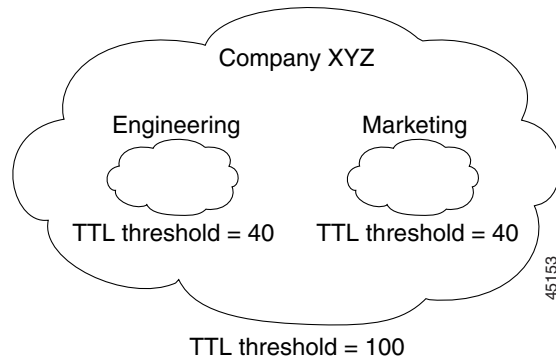 Company XYZ
Engineering
Marketing
TTL threshold = 40
TTL threshold = 40
45153
TTL threshold = 100